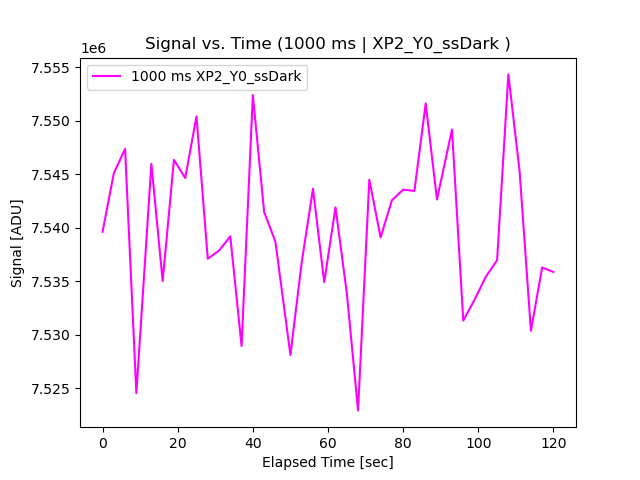 Signal vs. Time (1000 ms | XP2_Y0_ssDark )
1e6
1000 ms XP2_Y0_ssDark
7.555
7.550
7.545
7.540
7.535
7.530
7.525
Signal [ADU]
0 20 40 60 80 100 120
Elapsed Time [sec]